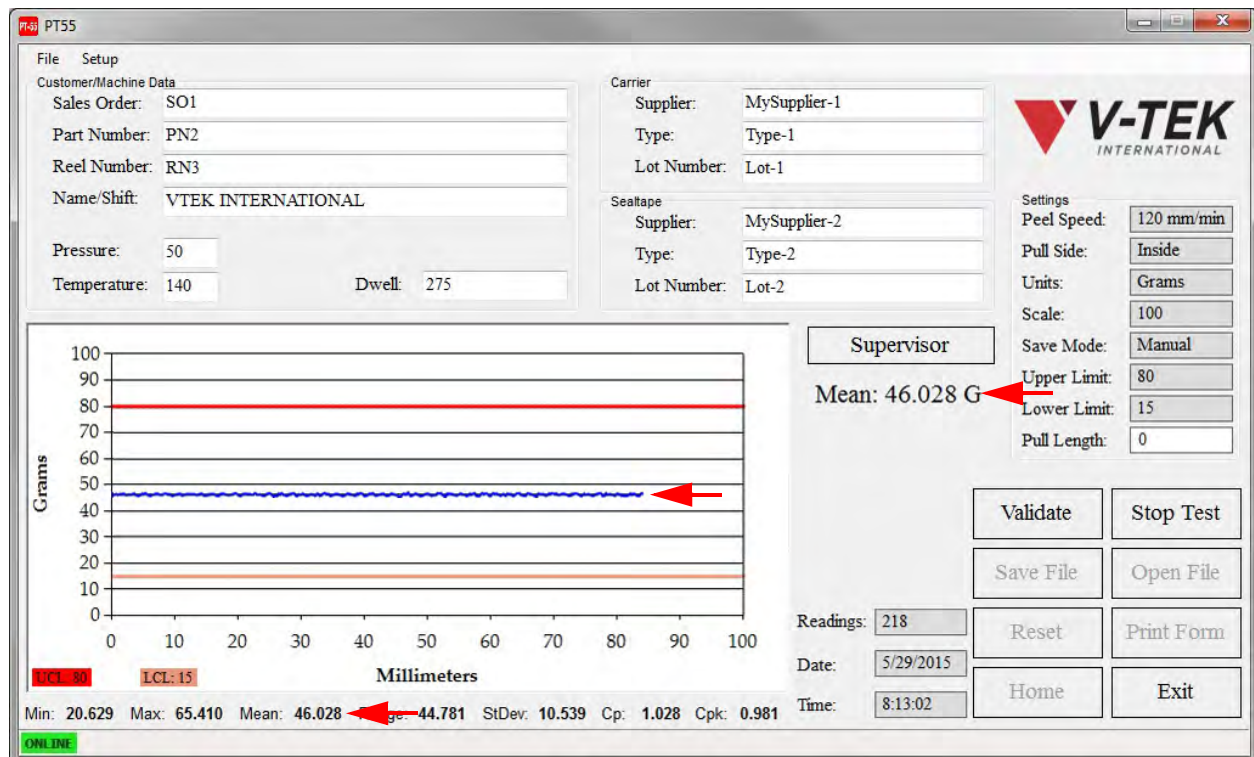 PT-55 PT55
File Setup
Customer/Machine Data
Sales Order: SO1
Part Number: PN2
Reel Number: RN3
Name/Shift: VTEK INTERNATIONAL
Pressure: 50
Temperature: 140 Dwell: 275
Carrier
Supplier: MySupplier-1
Type: Type-1
Lot Number: Lot-1
Sealtape
Supplier: MySupplier-2
Type: Type-2
Lot Number: Lot-2
V-TEK
INTERNATIONAL
Settings
Peel Speed: 120 mm/min
Pull Side: Inside
Units: Grams
Scale: 100
Save Mode: Manual
Upper Limit: 80
Lower Limit: 15
Pull Length: 0
Supervisor
Mean: 46.028 G
Grams
100
90
80
70
60
50
40
30
20
10
0
0 10 20 30 40 50 60 70 80 90 100
Millimeters
UCL: 80 LCL: 15
Validate Stop Test
Save File Open File
Reset Print Form
Home Exit
Readings: 218
Date: 5/29/2015
Time: 8:13:02
Min: 20.629 Max: 65.410 Mean: 46.028 44.781 StDev: 10.539 Cp: 1.028 Cpk: 0.981
ONLINE